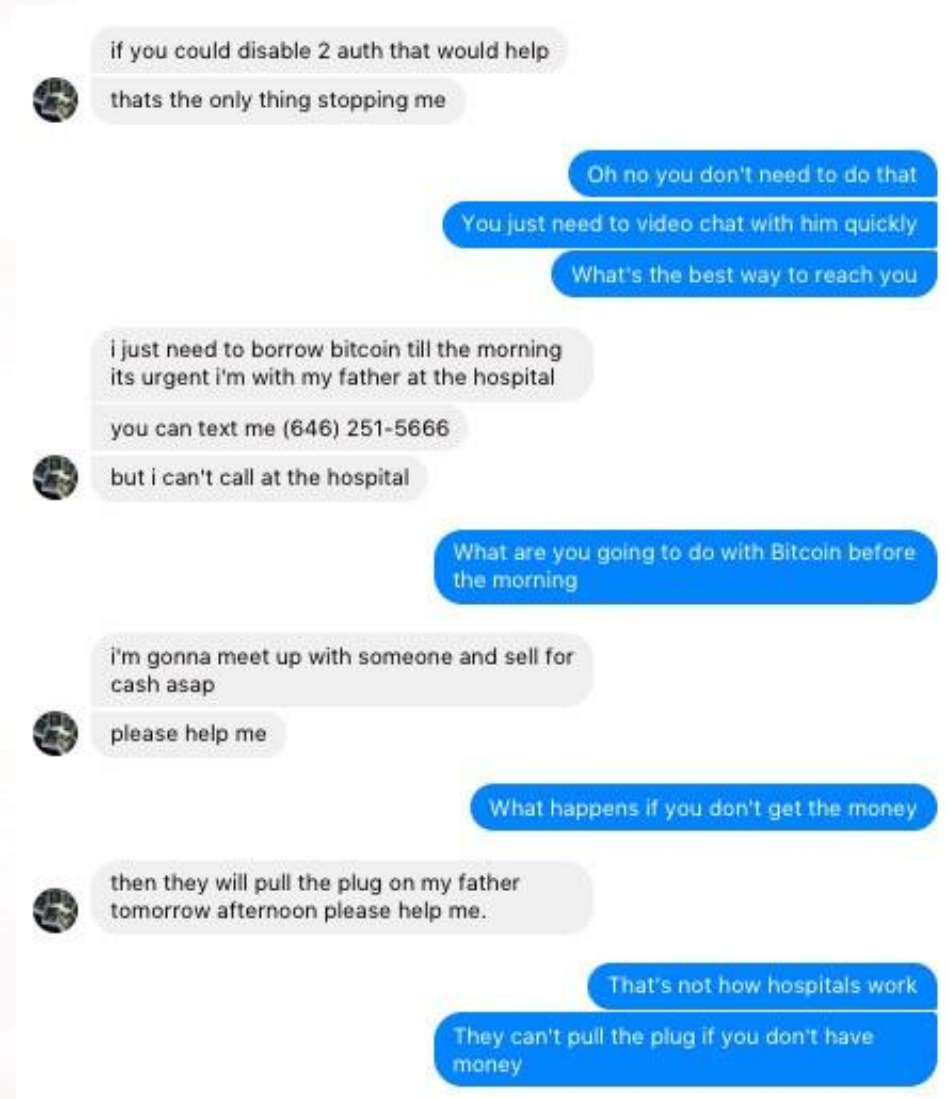 if you could disable 2 auth that would help
thats the only thing stopping me
Oh no you don't need to do that
You just need to video chat with him quickly
What's the best way to reach you
i just need to borrow bitcoin till the morning
its urgent i'm with my father at the hospital
you can text me (646) 251-5666
but i can't call at the hospital
What are you going to do with Bitcoin before
the morning
i'm gonna meet up with someone and sell for
cash asap
please help me
What happens if you don't get the money
then they will pull the plug on my father
tomorrow afternoon please help me.
That's not how hospitals work
They can't pull the plug if you don't have
money